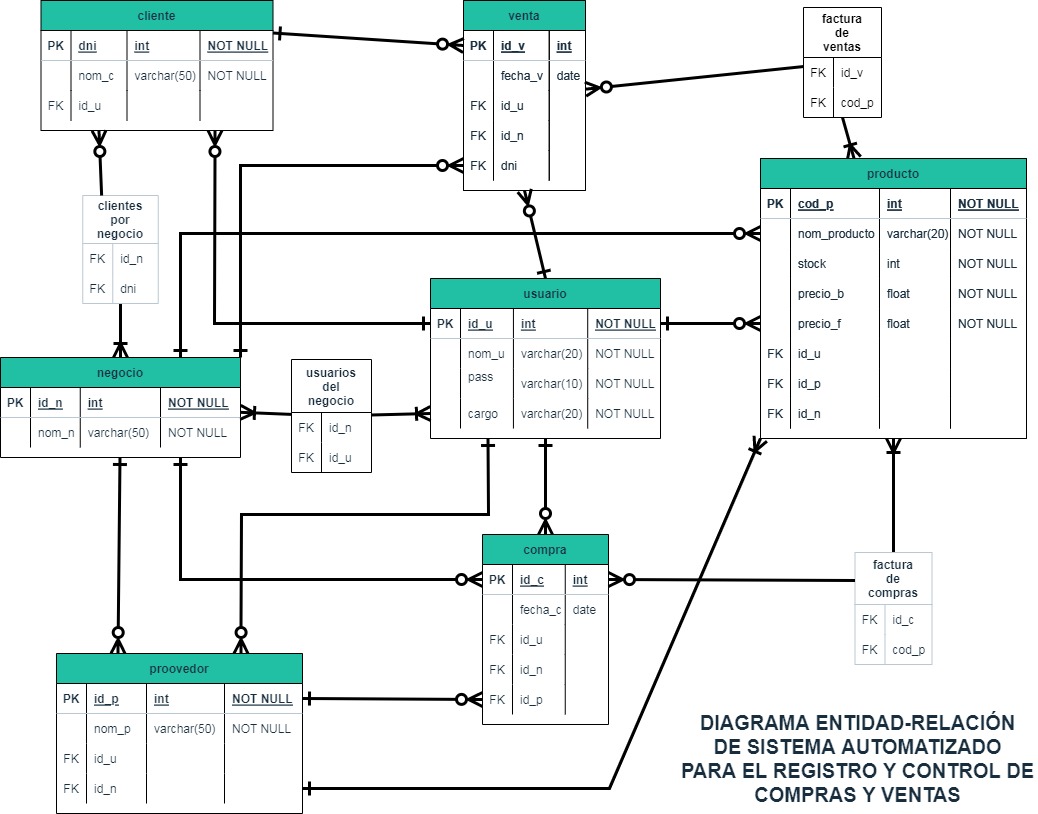 cliente
PK dni int NOT NULL
nom_c varchar(50) NOT NULL
FK id_u
venta
PK id_v int
fecha_v date
FK id_u
FK id_n
FK dni
factura
de
ventas
FK id_v
FK cod_p
clientes
por
negocio
FK id_n
FK dni
producto
PK cod_p int NOT NULL
nom_producto varchar(20) NOT NULL
stock int NOT NULL
precio_b float NOT NULL
precio_f float NOT NULL
FK id_u
FK id_p
FK id_n
usuario
PK id_u int NOT NULL
nom_u varchar(20) NOT NULL
pass varchar(10) NOT NULL
cargo varchar(20) NOT NULL
negocio
PK id_n int NOT NULL
nom_n varchar(50) NOT NULL
usuarios
del
negocio
FK id_n
FK id_u
compra
PK id_c int
fecha_c date
FK id_u
FK id_n
FK id_p
factura
de
compras
FK id_c
FK cod_p
proovedor
PK id_p int NOT NULL
nom_p varchar(50) NOT NULL
FK id_u
FK id_n
DIAGRAMA ENTIDAD-RELACIÓN
DE SISTEMA AUTOMATIZADO
PARA EL REGISTRO Y CONTROL DE
COMPRAS Y VENTAS